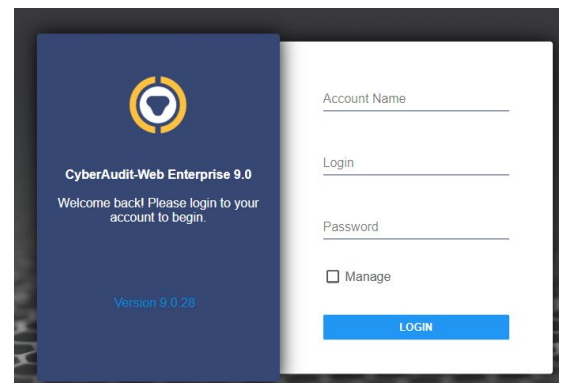 CyberAudit-Web Enterprise 9.0
Welcome back! Please login to your
account to begin.
Version 9.0.28
Account Name
Login
Password
Manage
LOGIN